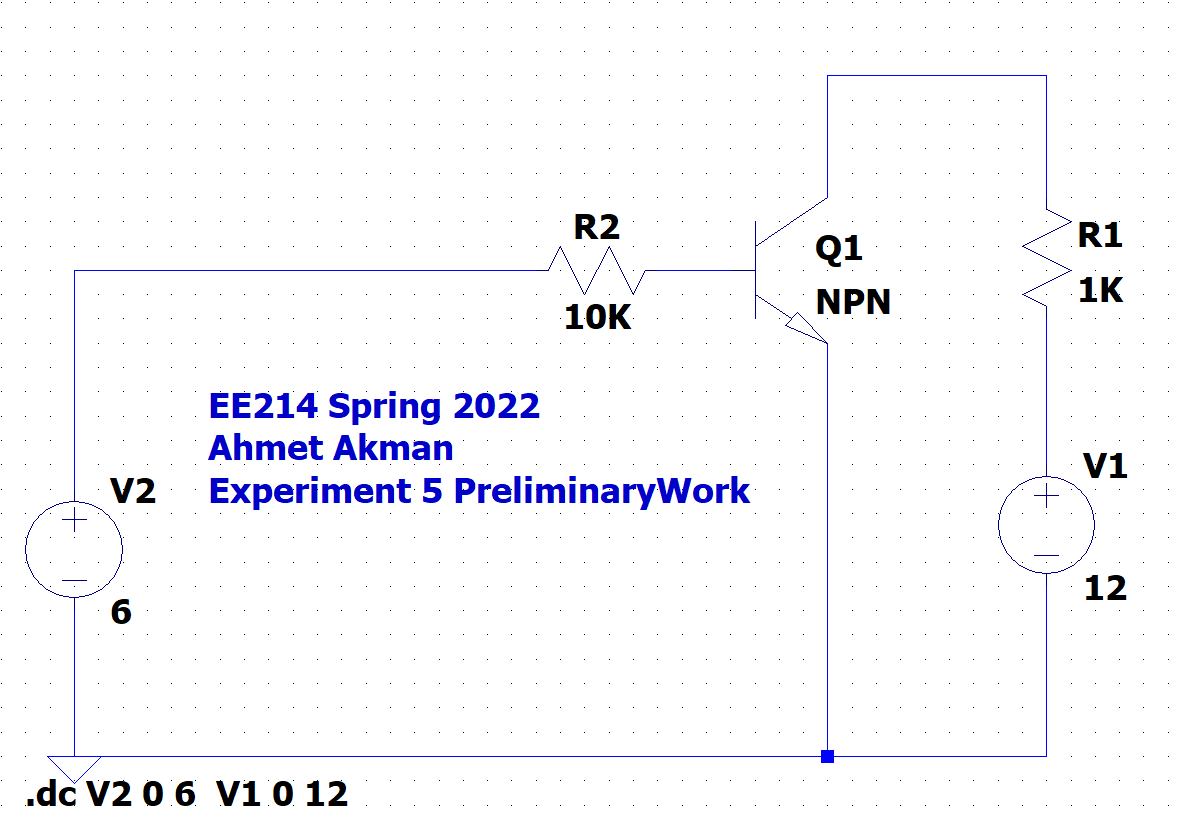 R2
10K
Q1
NPN
R1
1K
EE214 Spring 2022
Ahmet Akman
Experiment 5 PreliminaryWork
V2
6
V1
12
.dc V2 0 6  V1 0 12